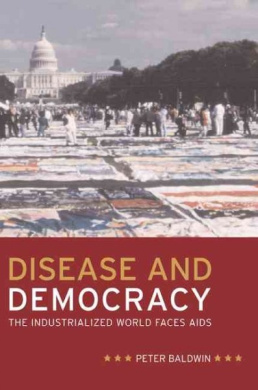 DISEASE AND
DEMOCRACY
THE INDUSTRIALIZED WORLD FACES AIDS
★★★ PETER BALDWIN ★★★